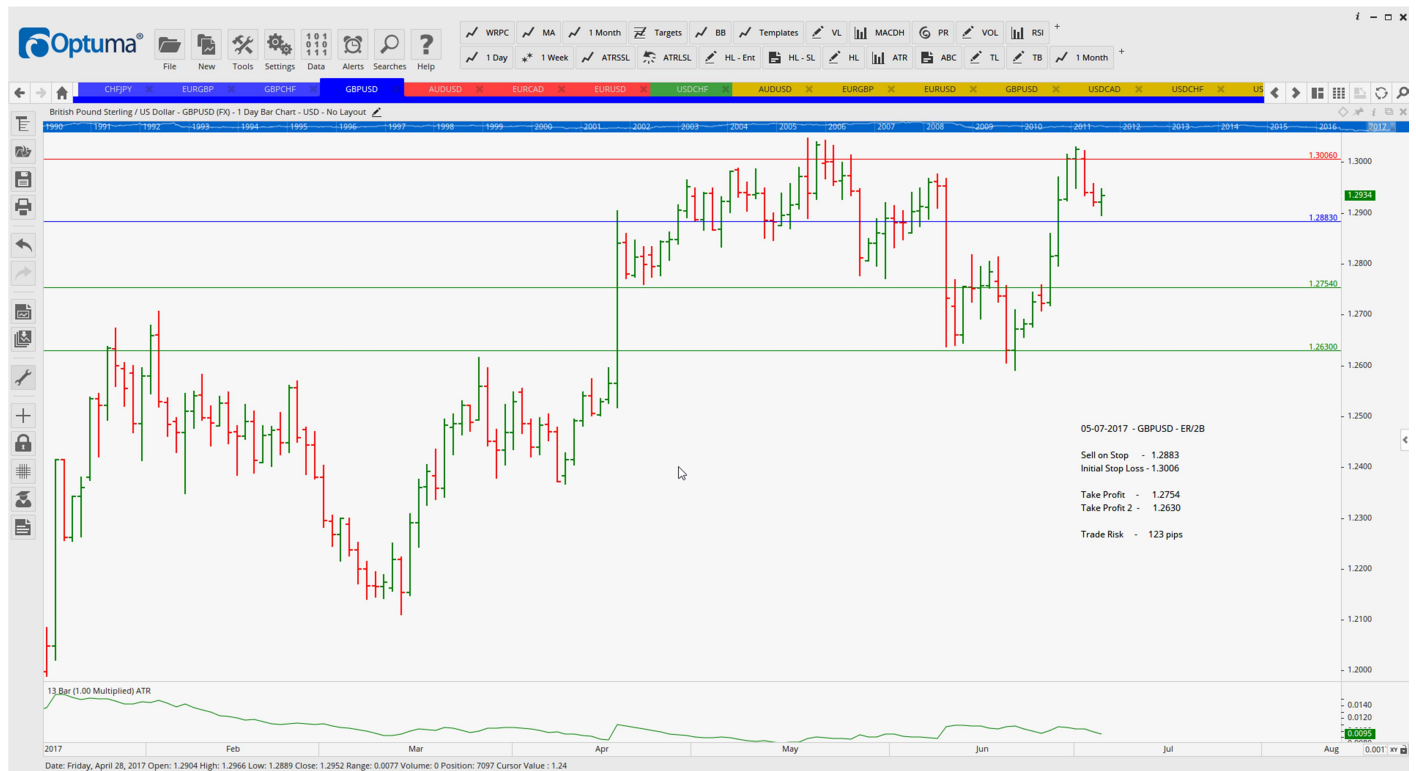 Optuma®
File New Tools Settings Data Alerts Searches Help
WRPC MA 1 Month Targets BB Templates VL MACDH PR VOL RSI +
1 Day 1 Week ATRSSL ATRLSL HL - Ent HL - SL HL ATR ABC TL TB 1 Month +
CHFJPY EURGBP GBPCHF GBPUSD AUDUSD EURCAD EURUSD USDCHF AUDUSD EURGBP EURUSD GBPUSD USDCAD USDCHF US
British Pound Sterling / US Dollar - GBPUSD (FX) - 1 Day Bar Chart - USD - No Layout
1990 1991 1992 1993 1994 1995 1996 1997 1998 1999 2000 2001 2002 2003 2004 2005 2006 2007 2008 2009 2010 2011 2012 2013 2014 2015 2016
1.30060
1.3000
1.2934
1.2900
1.28830
1.2800
1.27540
1.2700
1.26300
1.2600
1.2500
05-07-2017 - GBPUSD - ER/2B
Sell on Stop - 1.2883
Initial Stop Loss - 1.3006
1.2400
Take Profit - 1.2754
Take Profit 2 - 1.2630
1.2300
Trade Risk - 123 pips
1.2200
1.2100
1.2000
13 Bar (1.00 Multiplied) ATR
0.0140
0.0120
0.0095
2017 Feb Mar Apr May Jun Jul Aug XY
Date: Friday, April 28, 2017 Open: 1.2904 High: 1.2966 Low: 1.2889 Close: 1.2952 Range: 0.0077 Volume: 0 Position: 7097 Cursor Value : 1.24